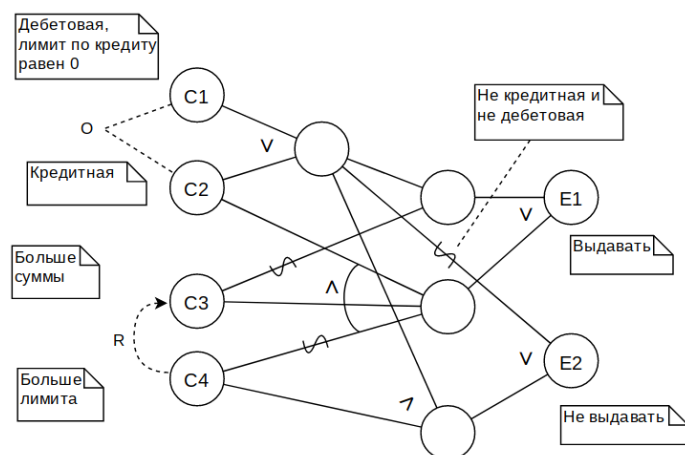 Дебетовая,
лимит по кредиту
равен 0
C1
O
V
Не кредитная и
не дебетовая
Кредитная
C2
E1
V
Выдавать
Больше
суммы
C3
V
R
C4
V
E2
Больше
лимита
V
Не выдавать